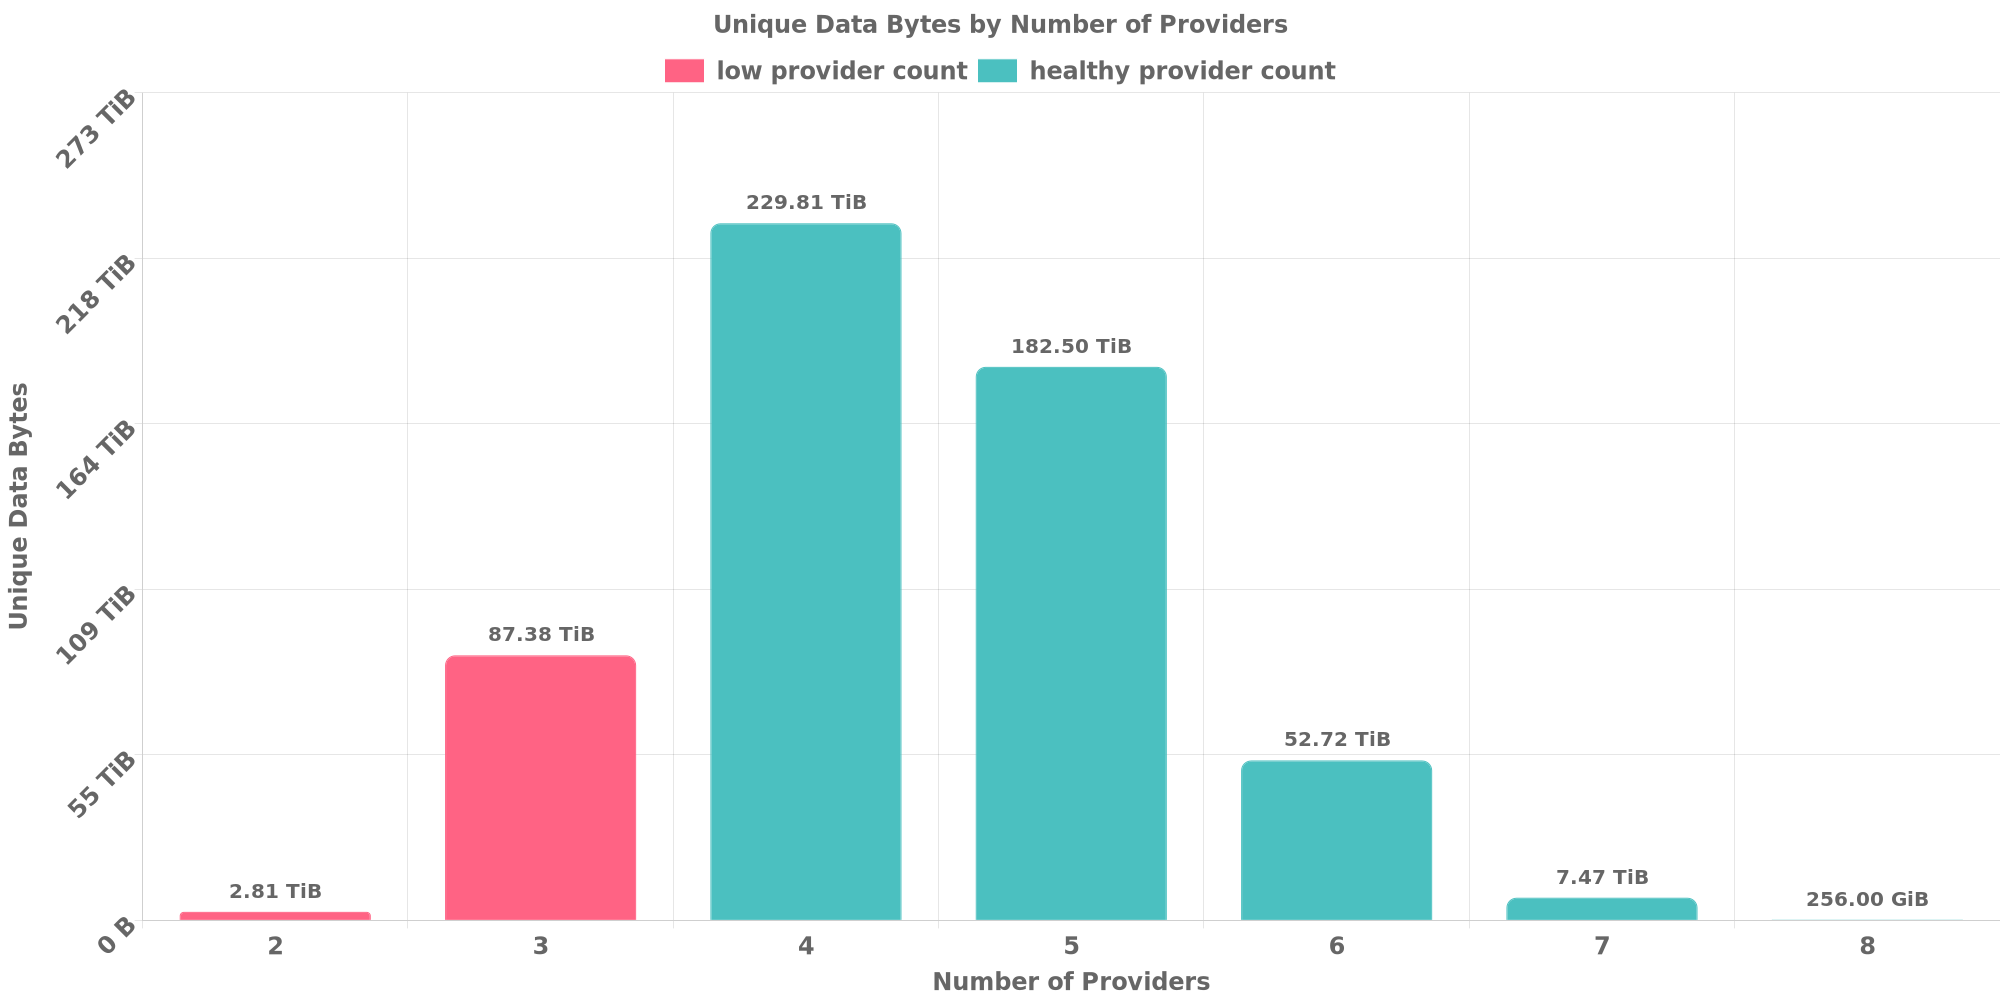 Unique Data Bytes by Number of Providers
low provider count healthy provider count
273 TiB
218 TiB
164 TiB
109 TiB
55 TiB
0 B
Unique Data Bytes
2.81 TiB
87.38 TiB
229.81 TiB
182.50 TiB
52.72 TiB
7.47 TiB
256.00 GiB
2 3 4 5 6 7 8
Number of Providers